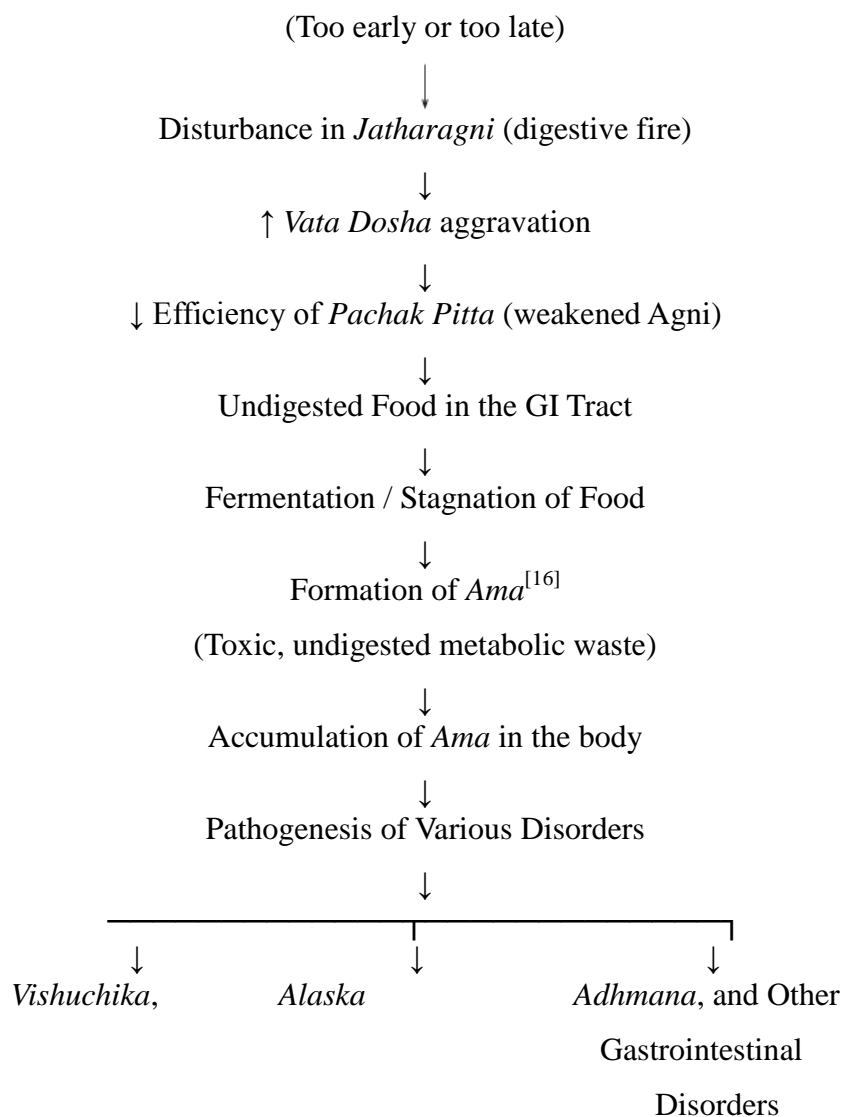 (Too early or too late)
↓
Disturbance in Jatharagni (digestive fire)
↓
↑ Vata Dosha aggravation
↓
↓ Efficiency of Pachak Pitta (weakened Agni)
↓
Undigested Food in the GI Tract
↓
Fermentation / Stagnation of Food
↓
Formation of Ama[16]
(Toxic, undigested metabolic waste)
↓
Accumulation of Ama in the body
↓
Pathogenesis of Various Disorders
↓
↓ ↓ ↓
Vishuchika, Alaska Adhmana, and Other
Gastrointestinal
Disorders